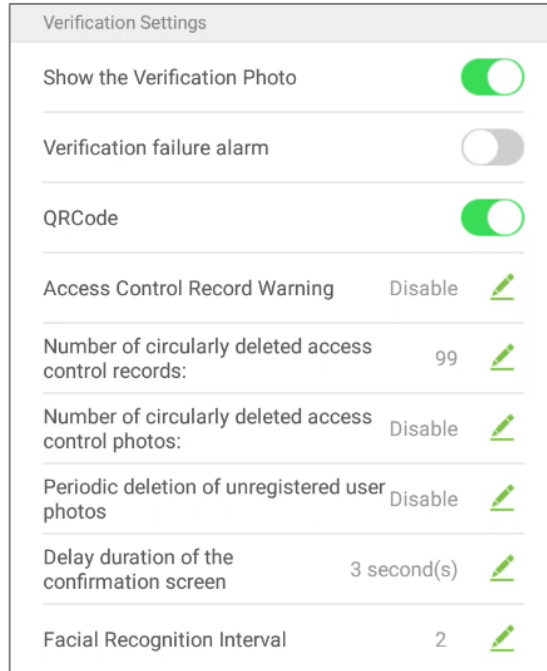 Verification Settings
Show the Verification Photo
Verification failure alarm
QRCode
Access Control Record Warning Disable
Number of circularly deleted access
control records: 99
Number of circularly deleted access
control photos: Disable
Periodic deletion of unregistered user
photos Disable
Delay duration of the
confirmation screen 3 second(s)
Facial Recognition Interval 2